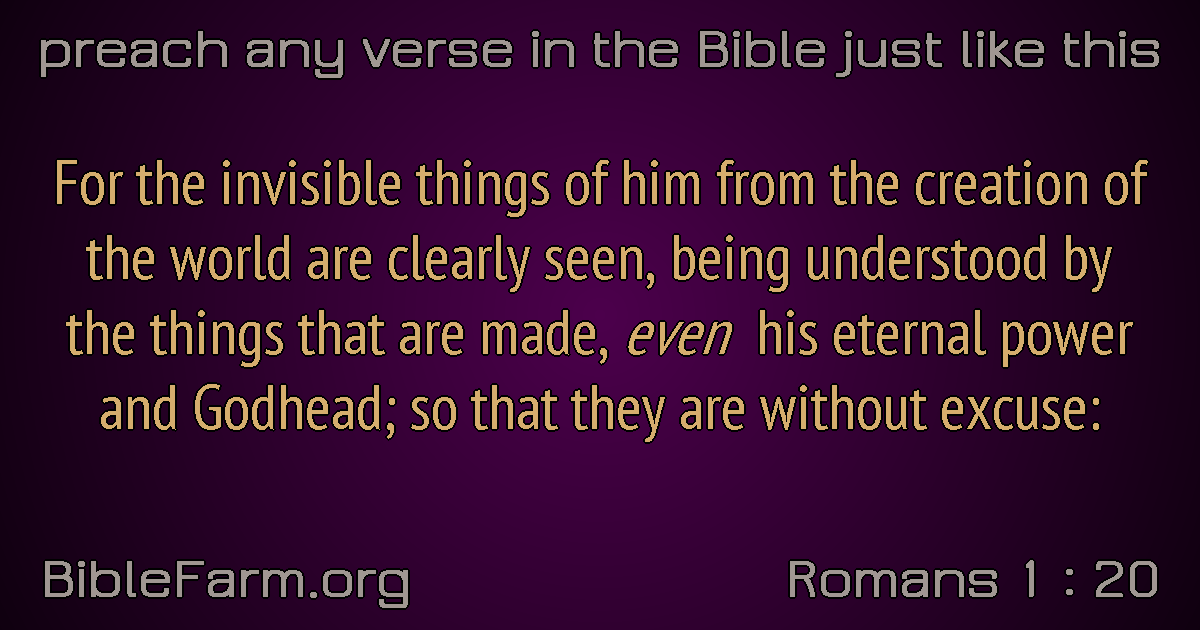 preach any verse in the Bible just like this
For the invisible things of him from the creation of
the world are clearly seen, being understood by
the things that are made, even his eternal power
and Godhead; so that they are without excuse:
BibleFarm.org
Romans 1 : 20